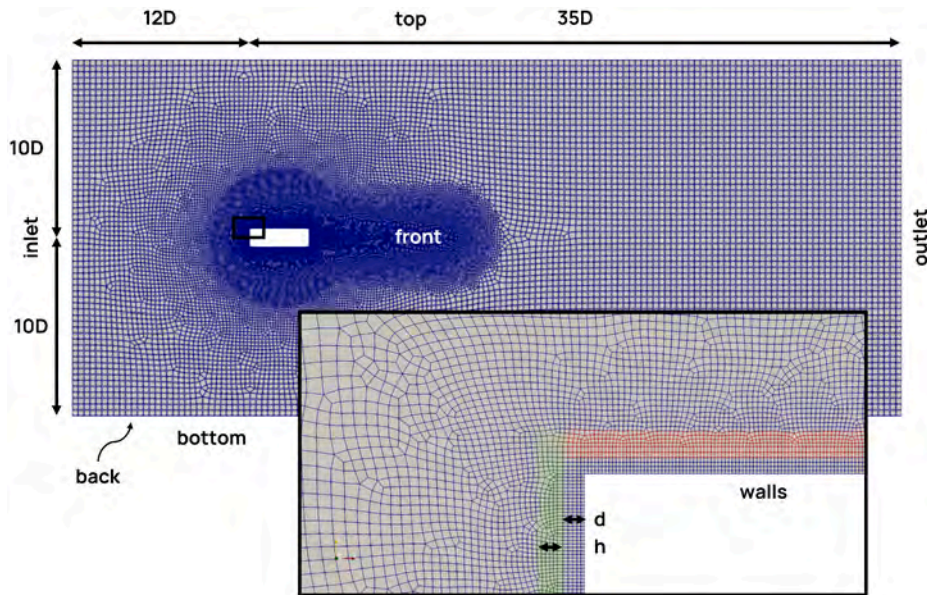 12D
top
35D
10D
inlet
front
outlet
10D
bottom
back
walls
d
h